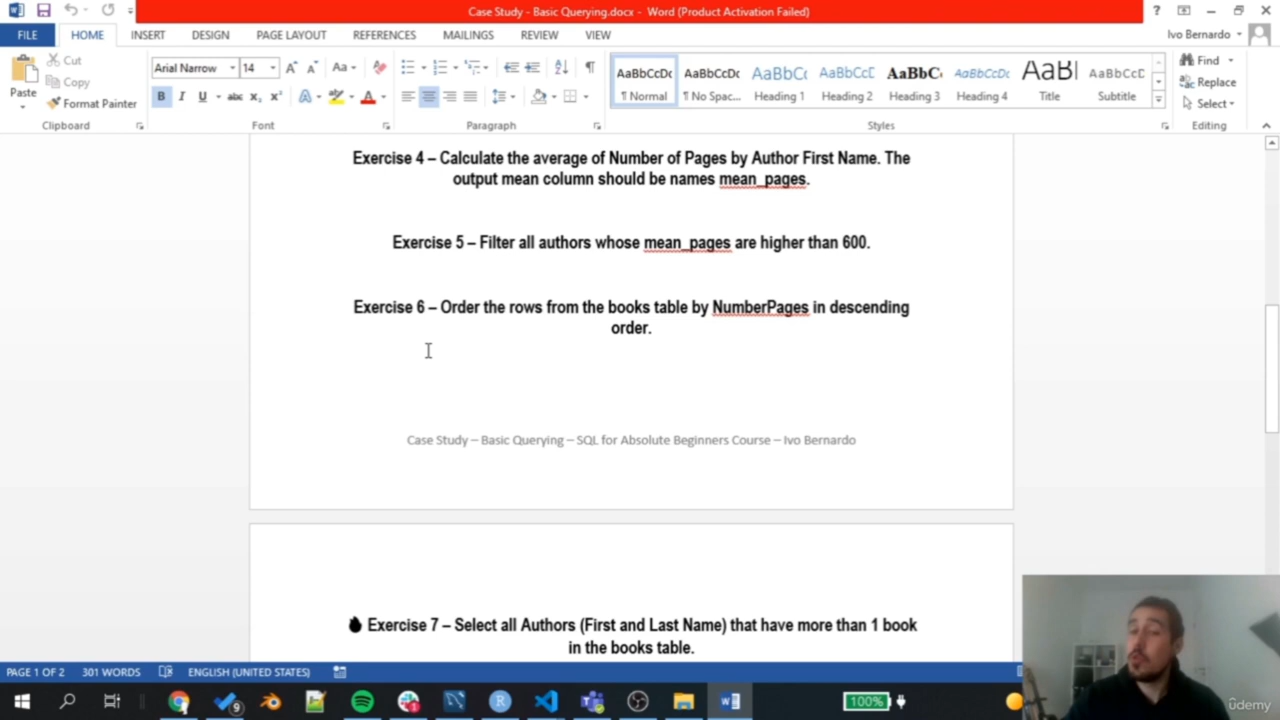 Case Study - Basic Querying.docx - Word (Product Activation Failed)
FILE HOME INSERT DESIGN PAGE LAYOUT REFERENCES MAILINGS REVIEW VIEW Ivo Bernardo
Cut
Copy
Format Painter
Paste
Clipboard
Arial Narrow 14
Font
Paragraph
AaBbCcDc AaBbCcDc AaBbCc AaBbCcE AaBbC AaBbCcDc AaB AaBbCcDc
¶ Normal ¶ No Spac... Heading 1 Heading 2 Heading 3 Heading 4 Title Subtitle
Styles
Find
Replace
Select
Editing
Exercise 4 – Calculate the average of Number of Pages by Author First Name. The
output mean column should be names mean_pages.
Exercise 5 – Filter all authors whose mean_pages are higher than 600.
Exercise 6 – Order the rows from the books table by NumberPages in descending
order.
Case Study – Basic Querying – SQL for Absolute Beginners Course – Ivo Bernardo
Exercise 7 – Select all Authors (First and Last Name) that have more than 1 book
in the books table.
PAGE 1 OF 2 301 WORDS ENGLISH (UNITED STATES)
9
100%
ûdemy